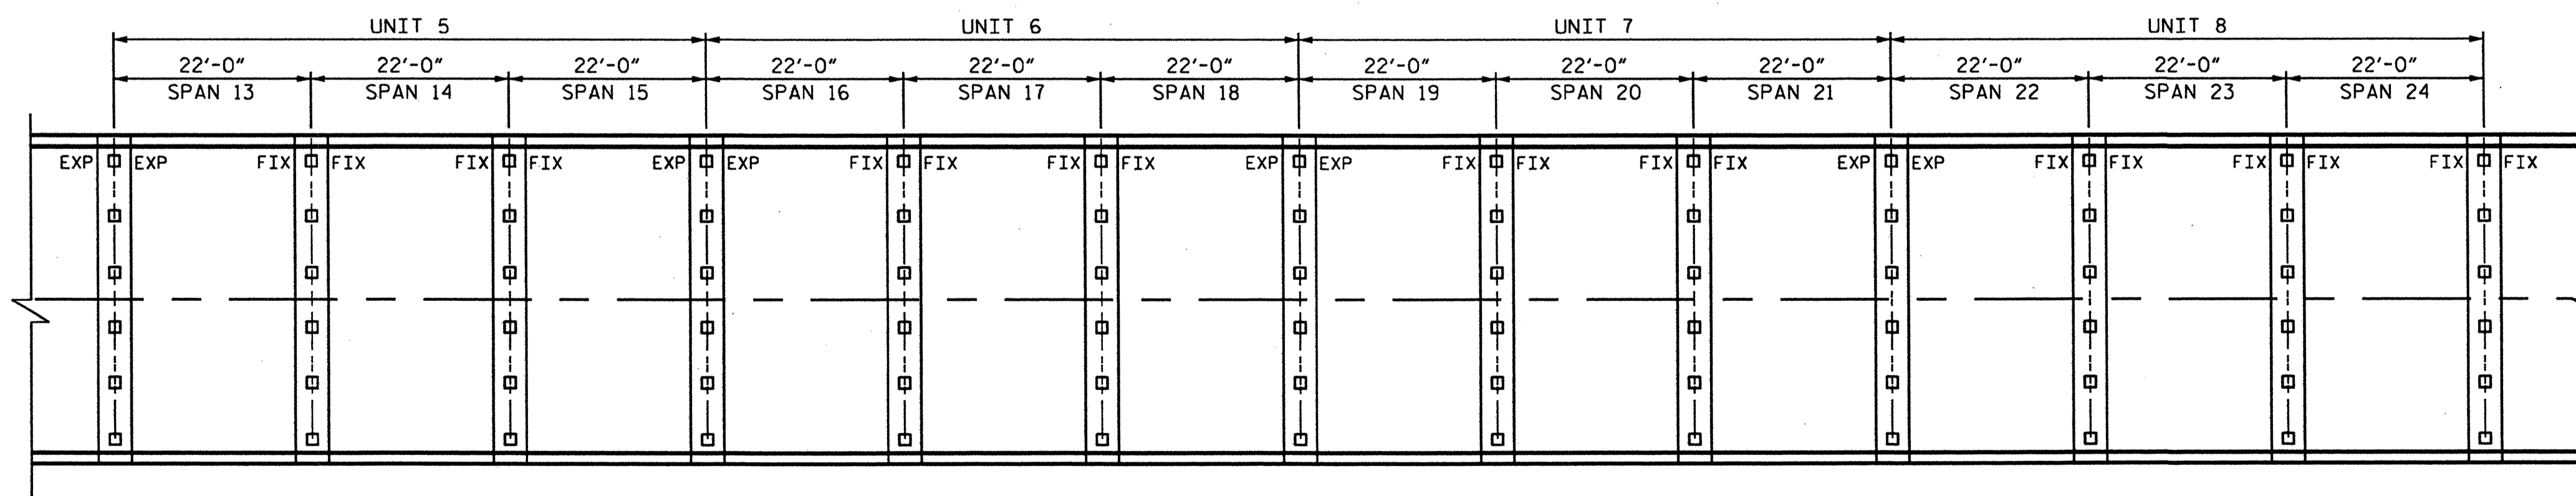 UNIT 5 UNIT 6 UNIT 7 UNIT 8
22'-0" 22'-0" 22'-0" 22'-0" 22'-0" 22'-0" 22'-0" 22'-0" 22'-0" 22'-0" 22'-0" 22'-0"
SPAN 13 SPAN 14 SPAN 15 SPAN 16 SPAN 17 SPAN 18 SPAN 19 SPAN 20 SPAN 21 SPAN 22 SPAN 23 SPAN 24
EXP EXP FIX FIX FIX FIX EXP EXP FIX FIX FIX FIX EXP EXP FIX FIX FIX FIX EXP EXP FIX FIX FIX FIX FIX FIX